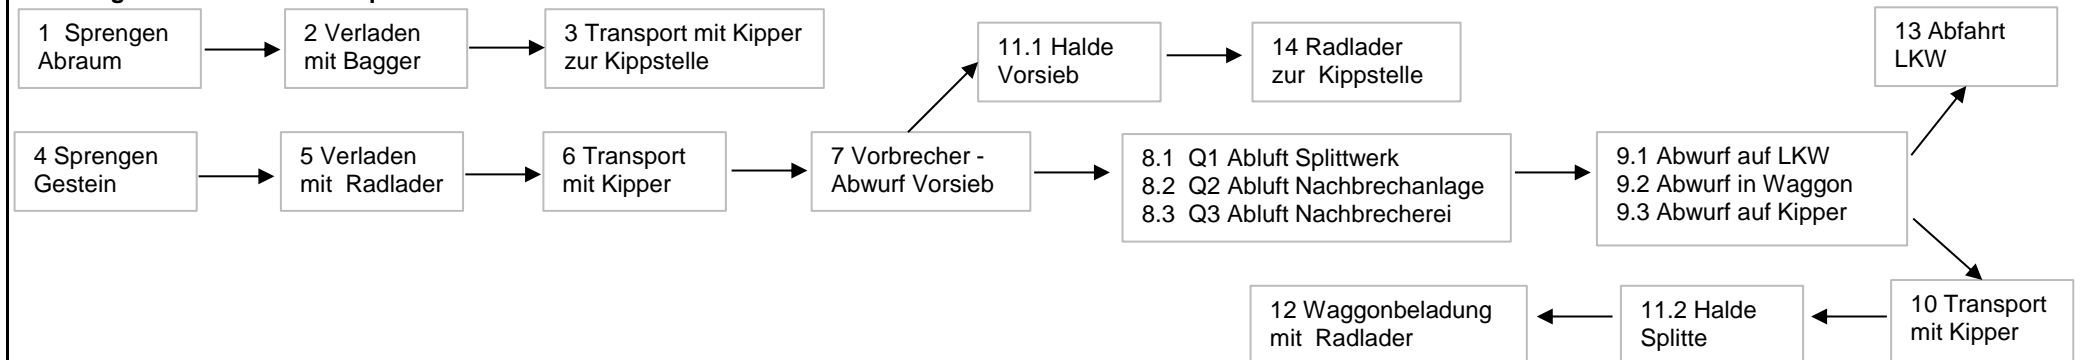 1 Sprengen
Abraum
2 Verladen
mit Bagger
3 Transport mit Kipper
zur Kippstelle
11.1 Halde
Vorsieb
14 Radlader
zur Kippstelle
13 Abfahrt
LKW
4 Sprengen
Gestein
5 Verladen
mit Radlader
6 Transport
mit Kipper
7 Vorbrecher -
Abwurf Vorsieb
8.1 Q1 Abluft Splittwerk
8.2 Q2 Abluft Nachbrechanlage
8.3 Q3 Abluft Nachbrecherei
9.1 Abwurf auf LKW
9.2 Abwurf in Waggon
9.3 Abwurf auf Kipper
12 Waggonbeladung
mit Radlader
11.2 Halde
Splitte
10 Transport
mit Kipper